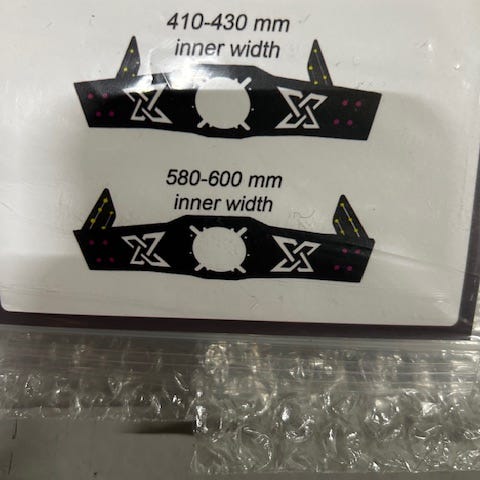 410-430 mm
inner width
580-600 mm
inner width